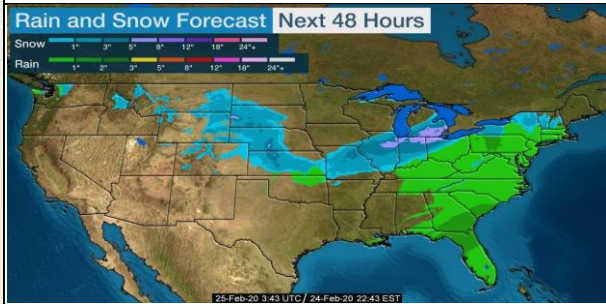 Rain and Snow Forecast Next 48 Hours
Snow
1" 3" 5" 8" 12" 18" 24"+
Rain
1" 2" 3" 5" 8" 12" 18" 24"+
25-Feb-20 3:43 UTC / 24-Feb-20 22:43 EST